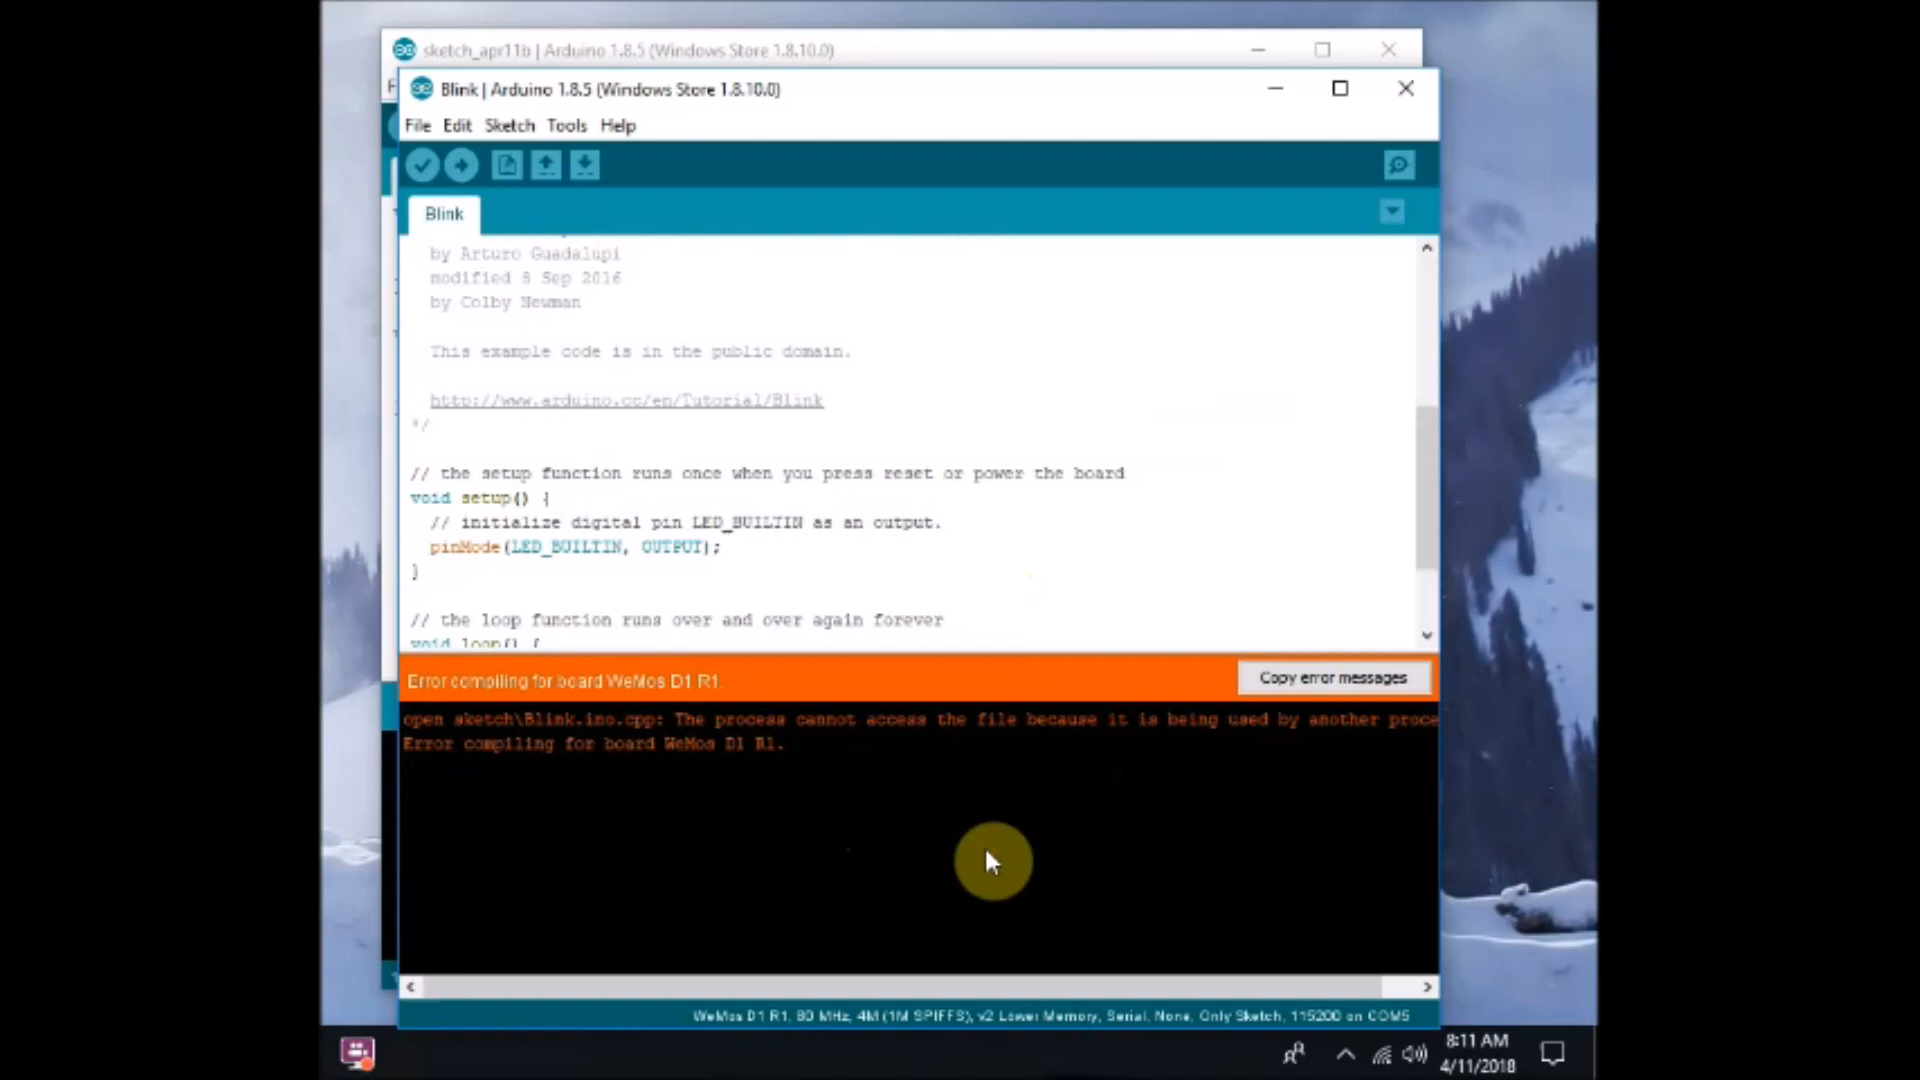 sketch_apr11b | Arduino 1.8.5 (Windows Store 1.8.10.0)
F
Blink | Arduino 1.8.5 (Windows Store 1.8.10.0)
File Edit Sketch Tools Help
Blink
by Arturo Guadalupi
modified 8 Sep 2016
by Colby Newman
This example code is in the public domain.
http://www.arduino.cc/en/Tutorial/Blink
*/
// the setup function runs once when you press reset or power the board
void setup() {
// initialize digital pin LED_BUILTIN as an output.
pinMode(LED_BUILTIN, OUTPUT);
}
// the loop function runs over and over again forever
void loop() {
Error compiling for board WeMos D1 R1.
Copy error messages
open sketch\Blink.ino.cpp: The process cannot access the file because it is being used by another proce
Error compiling for board WeMos D1 R1.
WeMos D1 R1, 80 MHz, 4M (1M SPIFFS), v2 Lower Memory, Serial, None, Only Sketch, 115200 on COM5
8:11 AM
4/11/2018